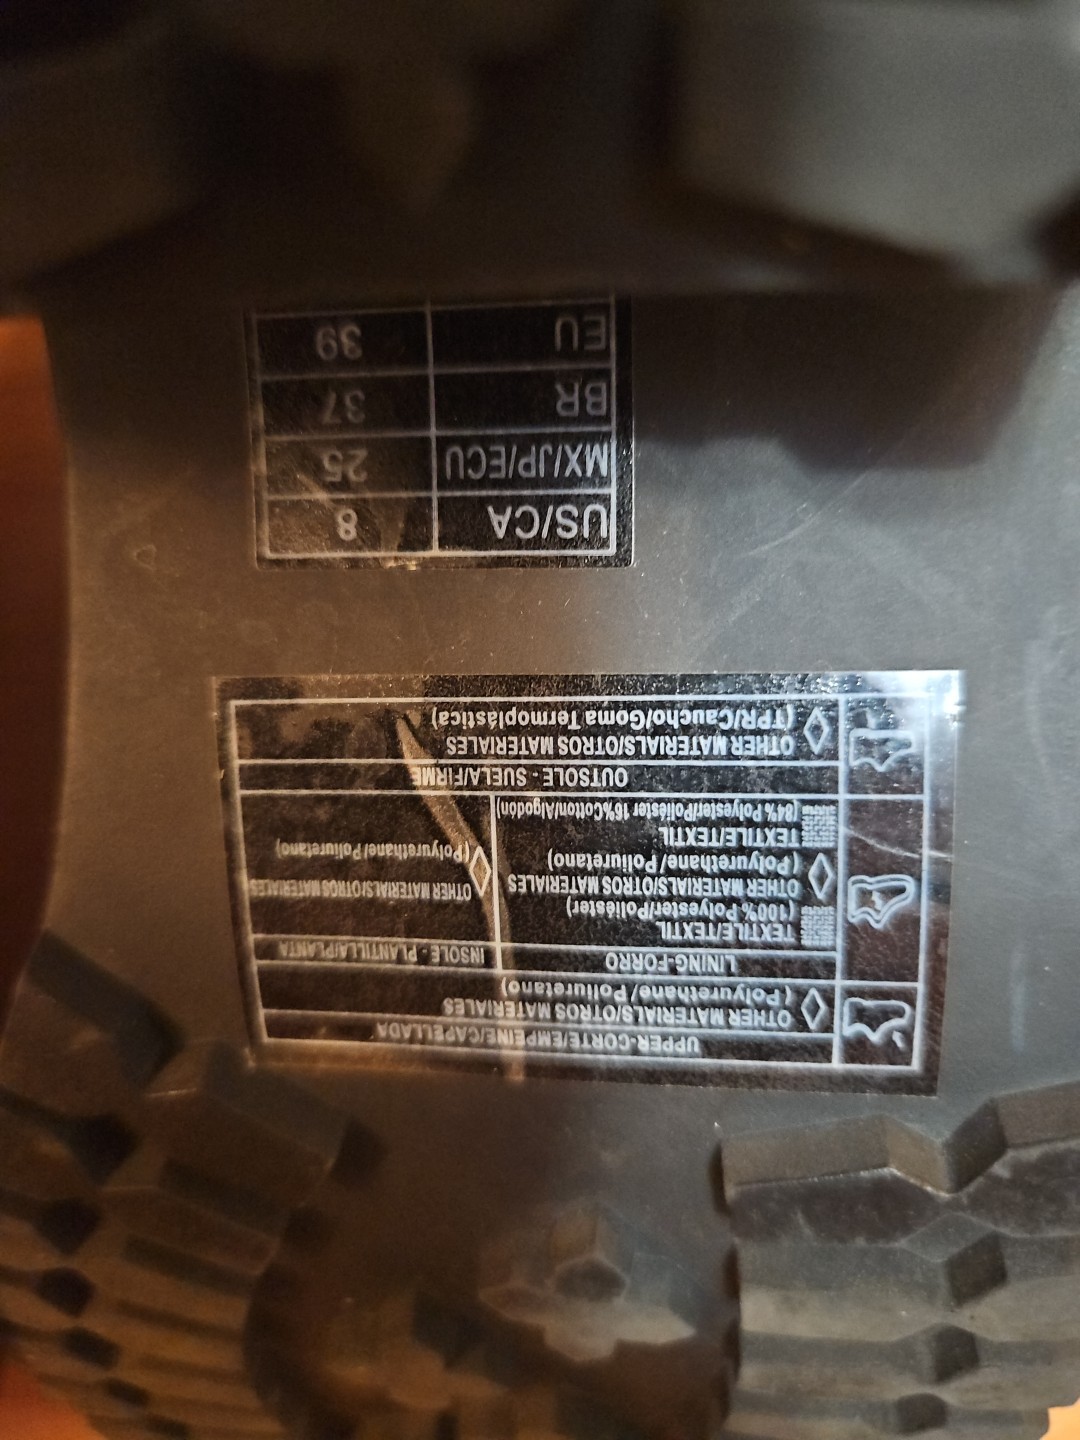 UPPER-CORTE/EMPEINE/CAPELLADA
OTHER MATERIALS/OTROS MATERIALES
(Polyurethane/ Poliuretano)
LINING-FORRO
INSOLE - PLANTILLA/PLANTA
TEXTILE/TEXTIL
(100% Polyester/Poliéster)
OTHER MATERIALS/OTROS MATERIALES
(Polyurethane/ Poliuretano)
TEXTILE/TEXTIL
(84% Polyester/Poliéster 16%Cotton/Algodón)
OTHER MATERIALS/OTROS MATERIALES
(Polyurethane/ Poliuretano)
OUTSOLE - SUELA/FIRME
OTHER MATERIALS/OTROS MATERIALES
(TPR/Caucho/Goma Termoplástica)
US/CA 8
MX/JP/ECU 25
BR 37
EU 39